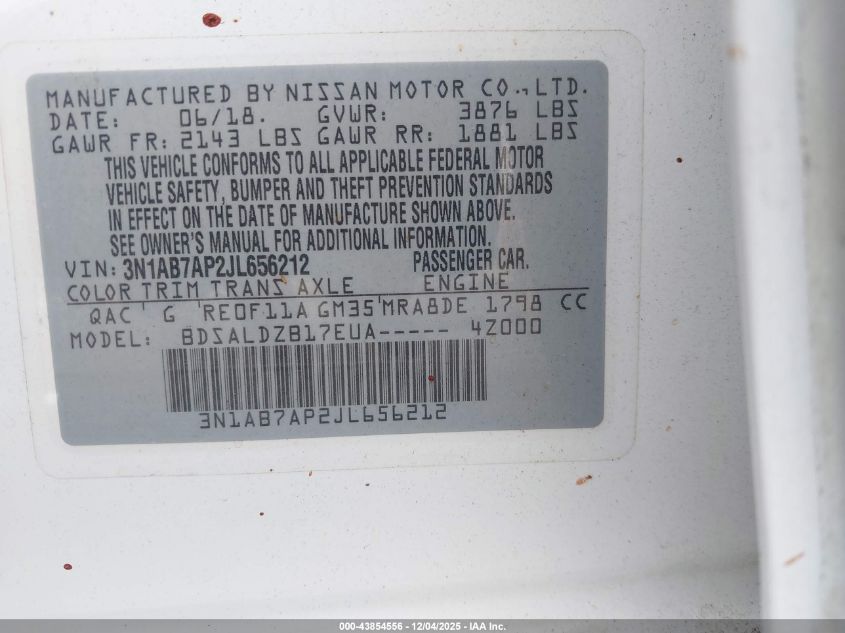 MANUFACTURED BY NISSAN MOTOR CO., LTD.
DATE: 06/18. GVWR: 3876 LBS
GAWR FR: 2143 LBS GAWR RR: 1881 LBS
THIS VEHICLE CONFORMS TO ALL APPLICABLE FEDERAL MOTOR
VEHICLE SAFETY, BUMPER AND THEFT PREVENTION STANDARDS
IN EFFECT ON THE DATE OF MANUFACTURE SHOWN ABOVE.
SEE OWNER'S MANUAL FOR ADDITIONAL INFORMATION.
VIN: 3N1AB7AP2JL656212 PASSENGER CAR.
COLOR TRIM TRANS AXLE ENGINE
QAC G RE0F11A GM35 MRA8DE 1798 CC
MODEL: BDSALDZB17EUA----- 4Z000
3N1AB7AP2JL656212
000-43854556 - 12/04/2025 - IAA Inc.